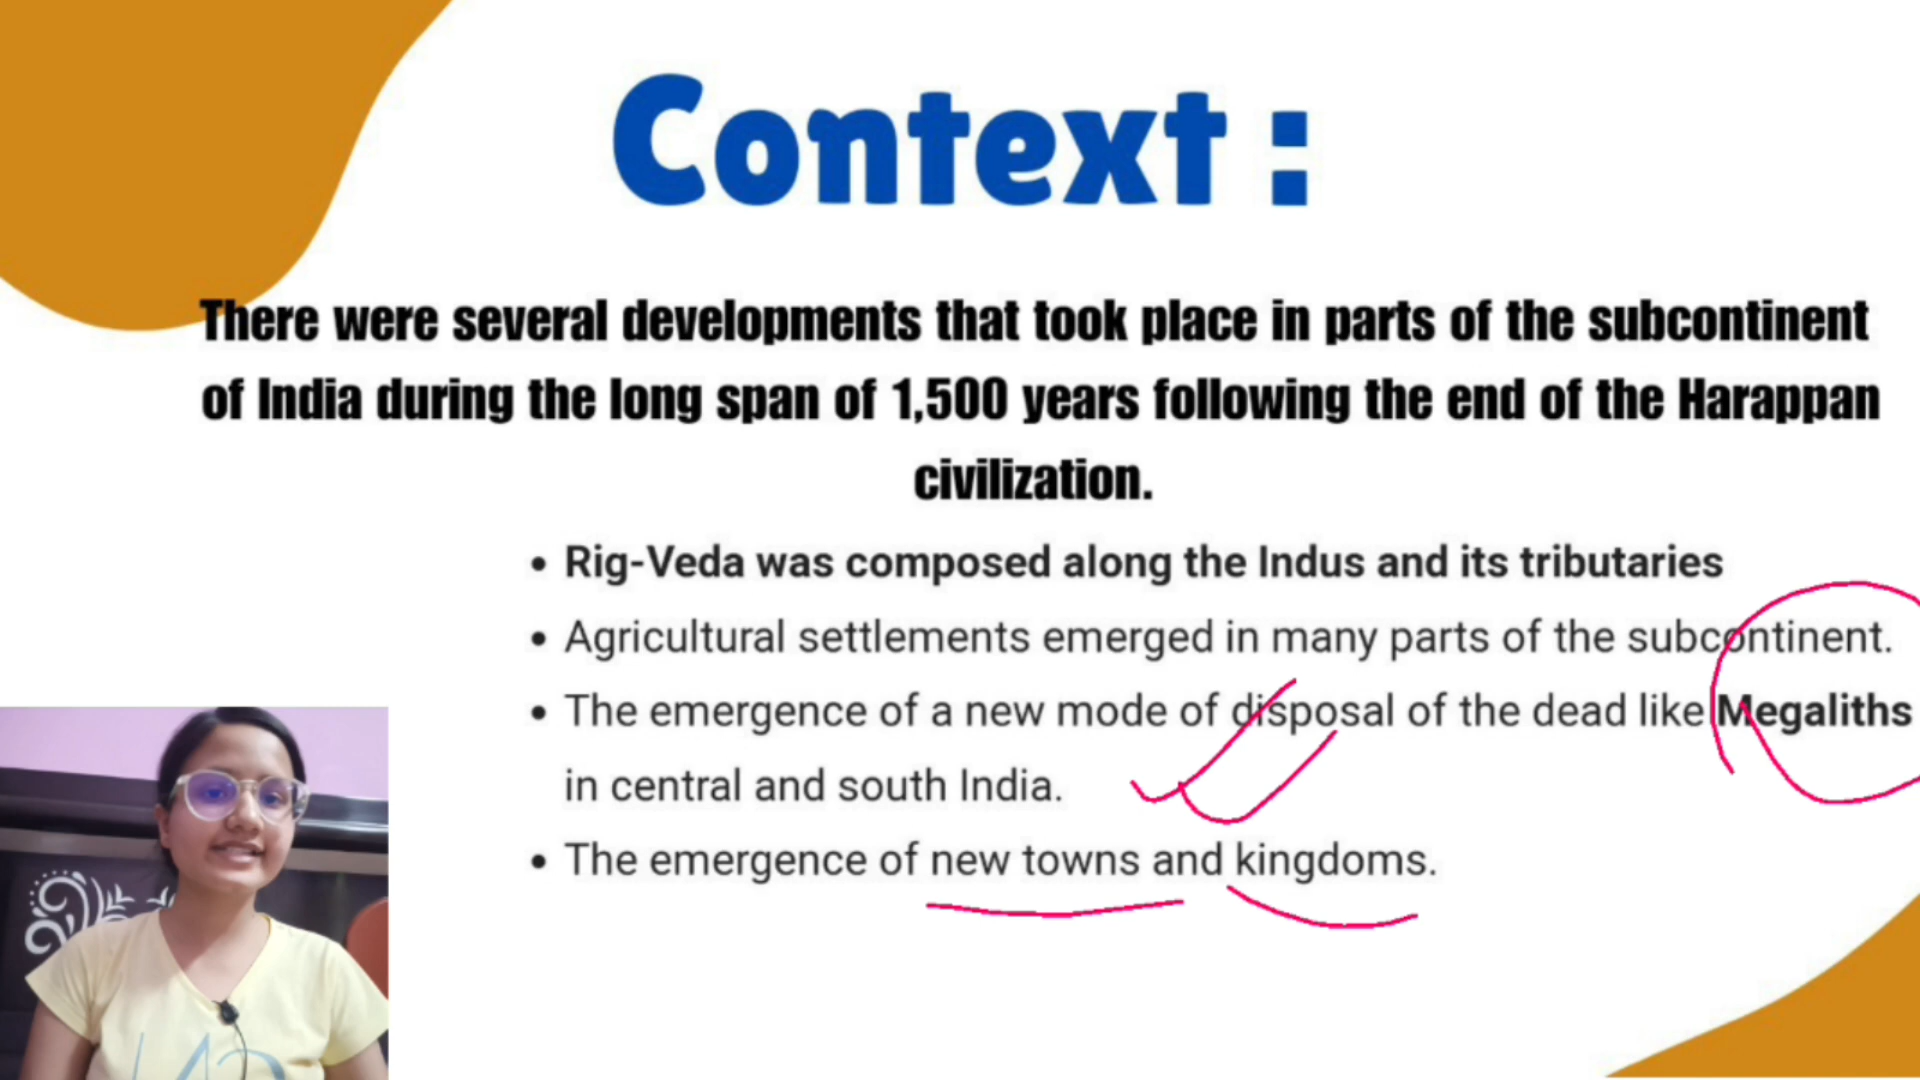 Context :
There were several developments that took place in parts of the subcontinent
of India during the long span of 1,500 years following the end of the Harappan
civilization.
• Rig-Veda was composed along the Indus and its tributaries
• Agricultural settlements emerged in many parts of the subcontinent.
• The emergence of a new mode of disposal of the dead like Megaliths
in central and south India.
• The emergence of new towns and kingdoms.